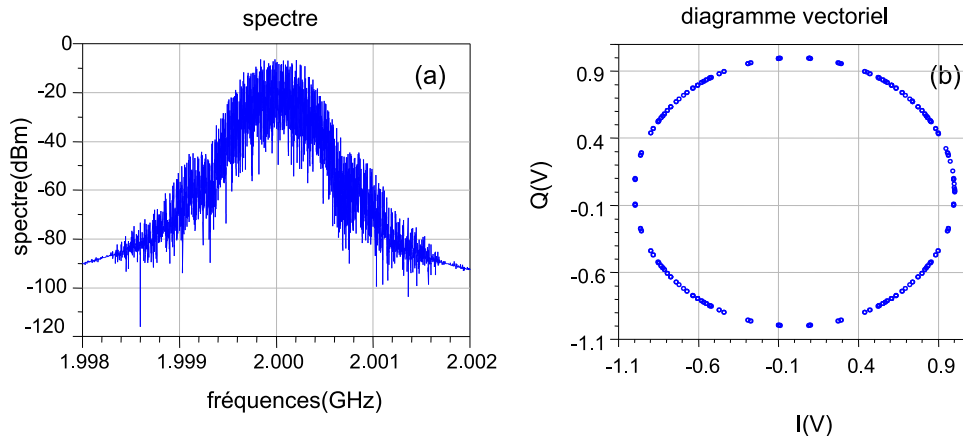 spectre
(a)
0
-20
-40
-60
-80
-100
-120
spectre(dBm)
1.998 1.999 2.000 2.001 2.002
fréquences(GHz)
diagramme vectoriel
(b)
0.9
0.4
-0.1
-0.6
-1.1
Q(V)
-1.1 -0.6 -0.1 0.4 0.9
I(V)